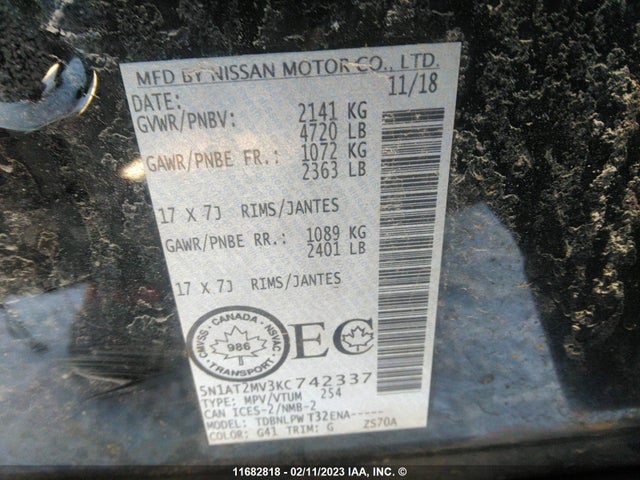 MFD BY NISSAN MOTOR CO., LTD.
DATE: 11/18
GVWR/PNBV: 2141 KG
4720 LB
GAWR/PNBE FR.: 1072 KG
2363 LB
17 X 7J RIMS/JANTES
GAWR/PNBE RR.: 1089 KG
2401 LB
17 X 7J RIMS/JANTES
CANADA
CMVSS NSVAC
986
TRANSPORT
EC
5N1AT2MV3KC742337
TYPE: MPV/VTUM 254
CAN ICES-2/NMB-2
MODEL: TDBNLPW T32ENA-----
COLOR: G41 TRIM: G ZS70A
11682818 - 02/11/2023 IAA, Inc.©